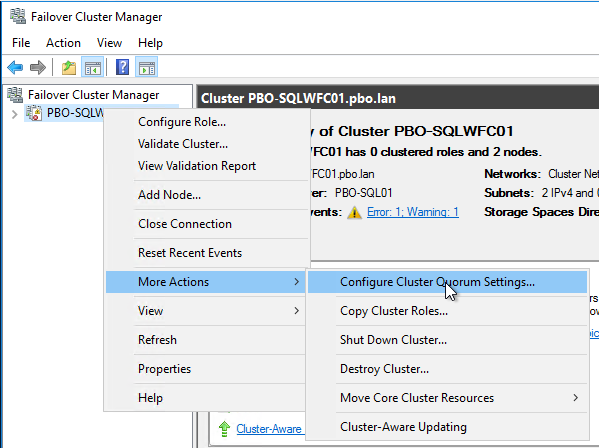 Failover Cluster Manager
File Action View Help
Failover Cluster Manager
PBO-SQLW
Cluster PBO-SQLWFC01.pbo.lan
y of Cluster PBO-SQLWFC01
WFC01 has 0 clustered roles and 2 nodes.
FC01.pbo.lan Networks: Cluster Net
er: PBO-SQL01 Subnets: 2 IPv4 and 0
vents: Error: 1; Warning: 1 Storage Spaces Dire
Configure Role...
Validate Cluster...
View Validation Report
Add Node...
Close Connection
Reset Recent Events
More Actions
View
Refresh
Properties
Help
Configure Cluster Quorum Settings...
Copy Cluster Roles...
Shut Down Cluster...
Destroy Cluster...
Move Core Cluster Resources
Cluster-Aware Updating
Cluster-Aware